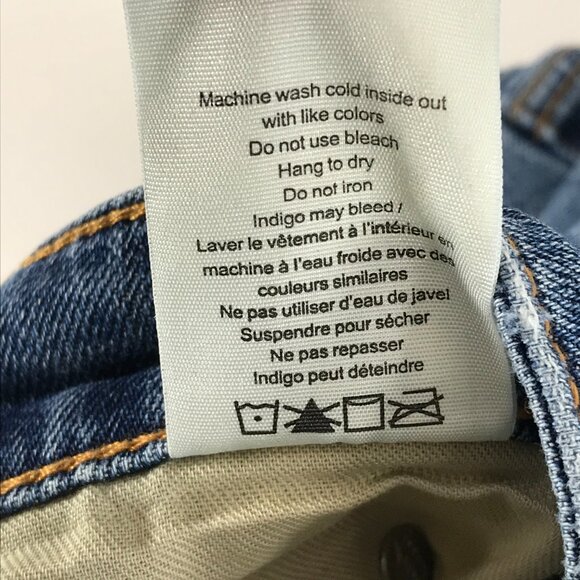 Machine wash cold inside out
with like colors
Do not use bleach
Hang to dry
Do not iron
Indigo may bleed /
Laver le vêtement à l'intérieur en
machine à l'eau froide avec des
couleurs similaires
Ne pas utiliser d'eau de javel
Suspendre pour sécher
Ne pas repasser
Indigo peut déteindre